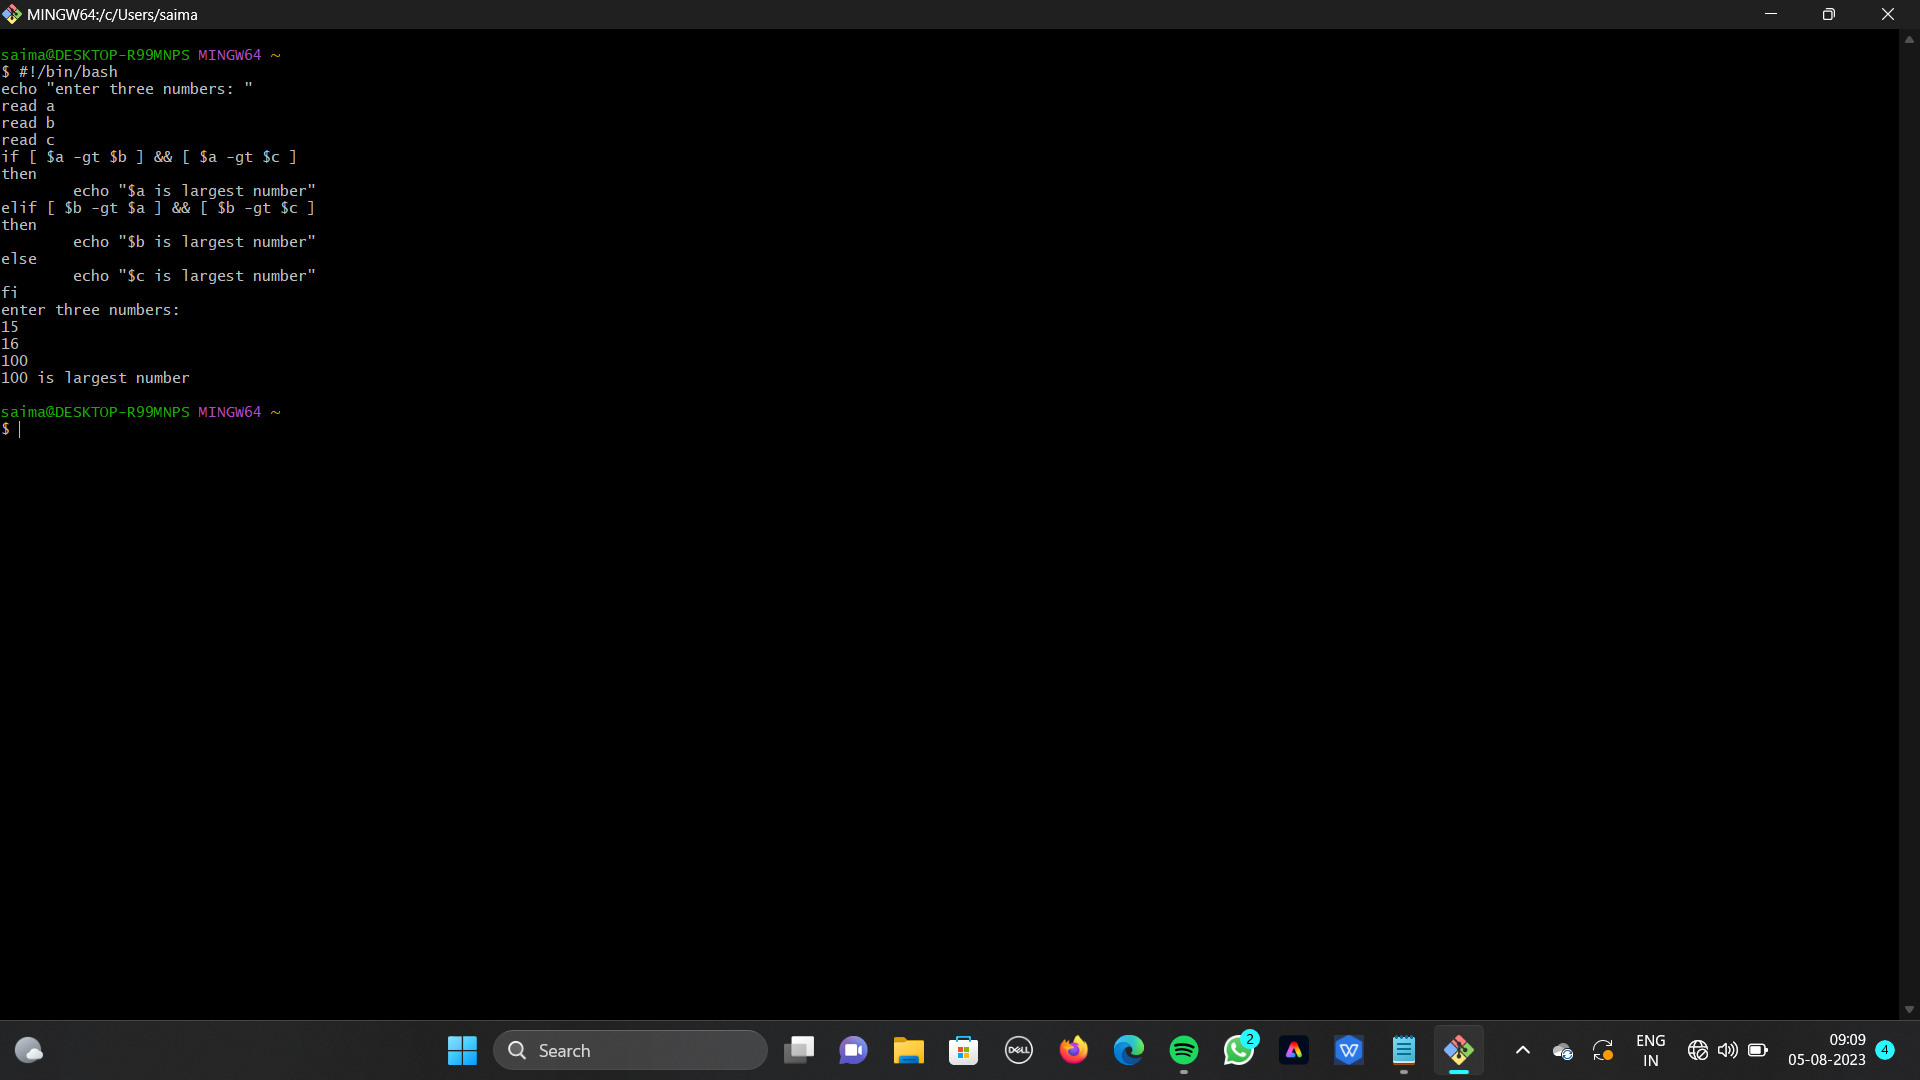 MINGW64:/c/Users/saima
saima@DESKTOP-R99MNPS MINGW64 ~
$ #!/bin/bash
echo "enter three numbers: "
read a
read b
read c
if [ $a -gt $b ] && [ $a -gt $c ]
then
        echo "$a is largest number"
elif [ $b -gt $a ] && [ $b -gt $c ]
then
        echo "$b is largest number"
else
        echo "$c is largest number"
fi
enter three numbers:
15
16
100
100 is largest number
saima@DESKTOP-R99MNPS MINGW64 ~
$
Search
DELL
2
W
ENG
IN
09:09
05-08-2023
4